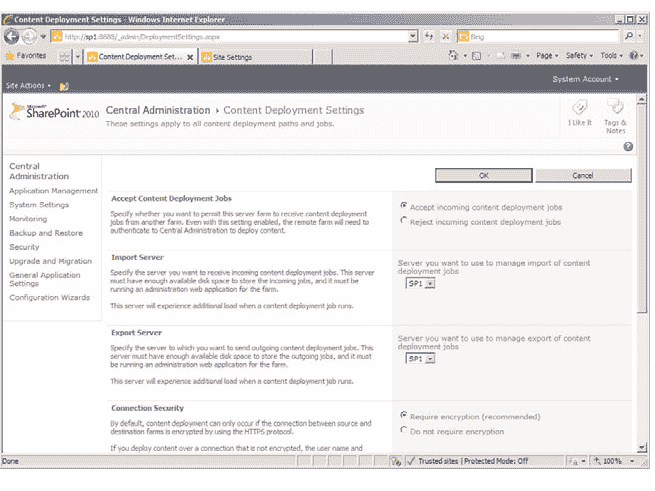 Content Deployment Settings - Windows Internet Explorer
http://sp1:8888/_admin/DeploymentSettings.aspx
Bing
Favorites
Content Deployment Set...
Site Settings
Page
Safety
Tools
Site Actions
System Account
Microsoft
SharePoint 2010
Central Administration
Content Deployment Settings
These settings apply to all content deployment paths and jobs.
I Like It
Tags &
Notes
Central
Administration
Application Management
System Settings
Monitoring
Backup and Restore
Security
Upgrade and Migration
General Application
Settings
Configuration Wizards
OK
Cancel
Accept Content Deployment Jobs
Specify whether you want to permit this server farm to receive content deployment
jobs from another farm. Even with this setting enabled, the remote farm will need to
authenticate to Central Administration to deploy content.
Accept incoming content deployment jobs
Reject incoming content deployment jobs
Import Server
Specify the server you want to receive incoming content deployment jobs. This server
must have enough available disk space to store the incoming jobs, and it must be
running an administration web application for the farm.
This server will experience additional load when a content deployment job runs.
Server you want to use to manage import of content
deployment jobs
SP1
Export Server
Specify the server to which you want to send outgoing content deployment jobs. This
server must have enough available disk space to store the outgoing jobs, and it must
be running an administration web application for the farm.
This server will experience additional load when a content deployment job runs.
Server you want to use to manage export of content
deployment jobs
SP1
Connection Security
By default, content deployment can only occur if the connection between source and
destination farms is encrypted by using the HTTPS protocol.
If you deploy content over a connection that is not encrypted, the user name and
Require encryption (recommended)
Do not require encryption
Done
Trusted sites | Protected Mode: Off
100%